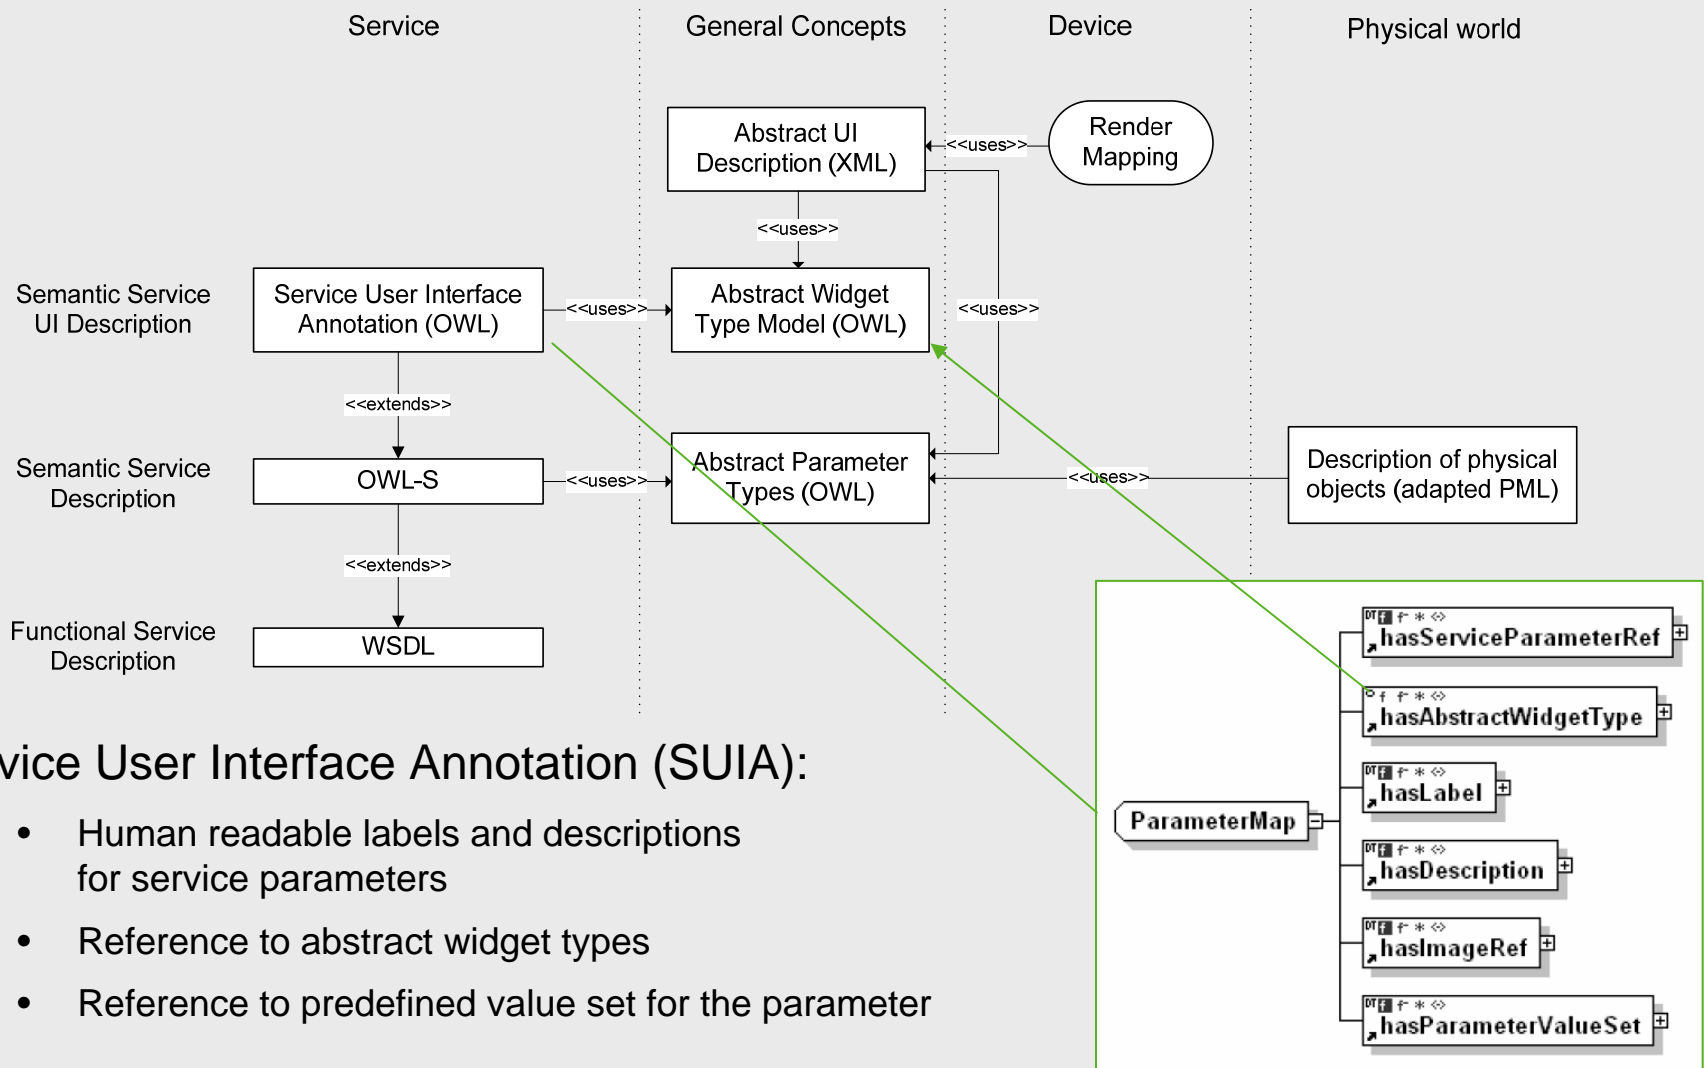 Service
General Concepts
Device
Physical world
Abstract UI
Description (XML)
<<uses>>
Render
Mapping
<<uses>>
Semantic Service
UI Description
Service User Interface
Annotation (OWL)
<<uses>>
Abstract Widget
Type Model (OWL)
<<uses>>
<<extends>>
Semantic Service
Description
OWL-S
<<uses>>
Abstract Parameter
Types (OWL)
<<uses>>
Description of physical
objects (adapted PML)
<<extends>>
Functional Service
Description
WSDL
vice User Interface Annotation (SUIA):
• Human readable labels and descriptions
for service parameters
• Reference to abstract widget types
• Reference to predefined value set for the parameter
ParameterMap
hasServiceParameterRef
hasAbstractWidgetType
hasLabel
hasDescription
hasImageRef
hasParameterValueSet